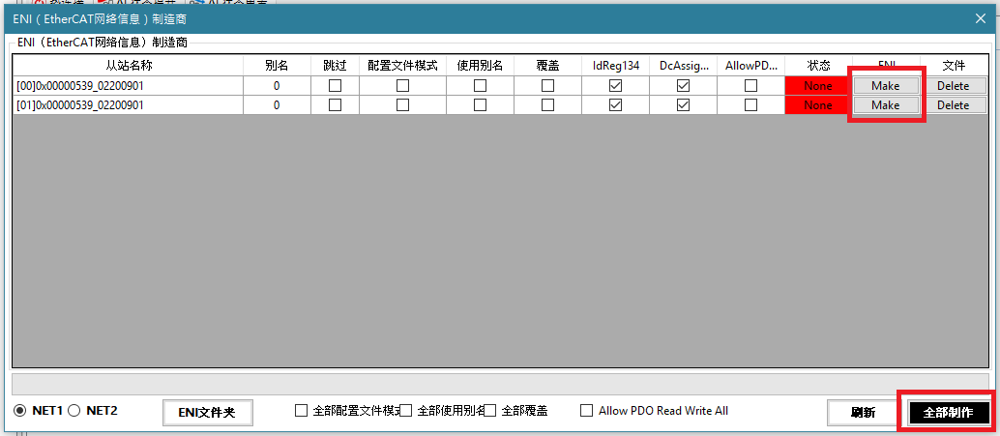 ENI（EtherCAT网络信息）制造商
ENI（EtherCAT网络信息）制造商
从站名称 别名 跳过 配置文件模式 使用别名 覆盖 IdReg134 DcAssig... AllowPD... 状态 ENI 文件
[00]0x00000539_02200901 0 None Make Delete
[01]0x00000539_02200901 0 None Make Delete
NET1 NET2 ENI文件夹 全部配置文件模式 全部使用别名 全部覆盖 Allow PDO Read Write All 刷新 全部制作